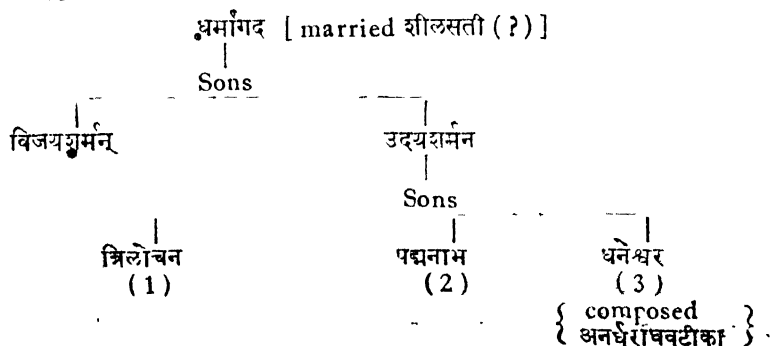 धर्मांगद [ married शीलसती ( ? ) ]
Sons
विजयशर्मन् उदयशर्मन
Sons
त्रिलोचन पद्मनाभ धनेश्वर
( 1 ) ( 2 ) ( 3 )
{ composed }
{ अनर्घराघवटीका }